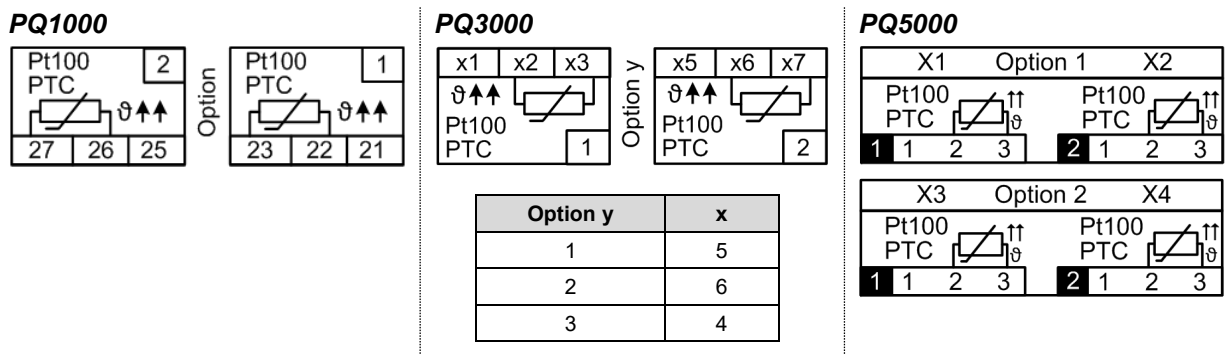 PQ1000
Pt100
PTC
2
ϑ
27 26 25
Option
Pt100
PTC
1
ϑ
23 22 21
PQ3000
x1 x2 x3
ϑ
Pt100
PTC
1
Option y
x5 x6 x7
ϑ
Pt100
PTC
2
Option y x
1 5
2 6
3 4
PQ5000
X1 Option 1 X2
Pt100
PTC
ϑ
Pt100
PTC
ϑ
1 1 2 3 2 1 2 3
X3 Option 2 X4
Pt100
PTC
ϑ
Pt100
PTC
ϑ
1 1 2 3 2 1 2 3